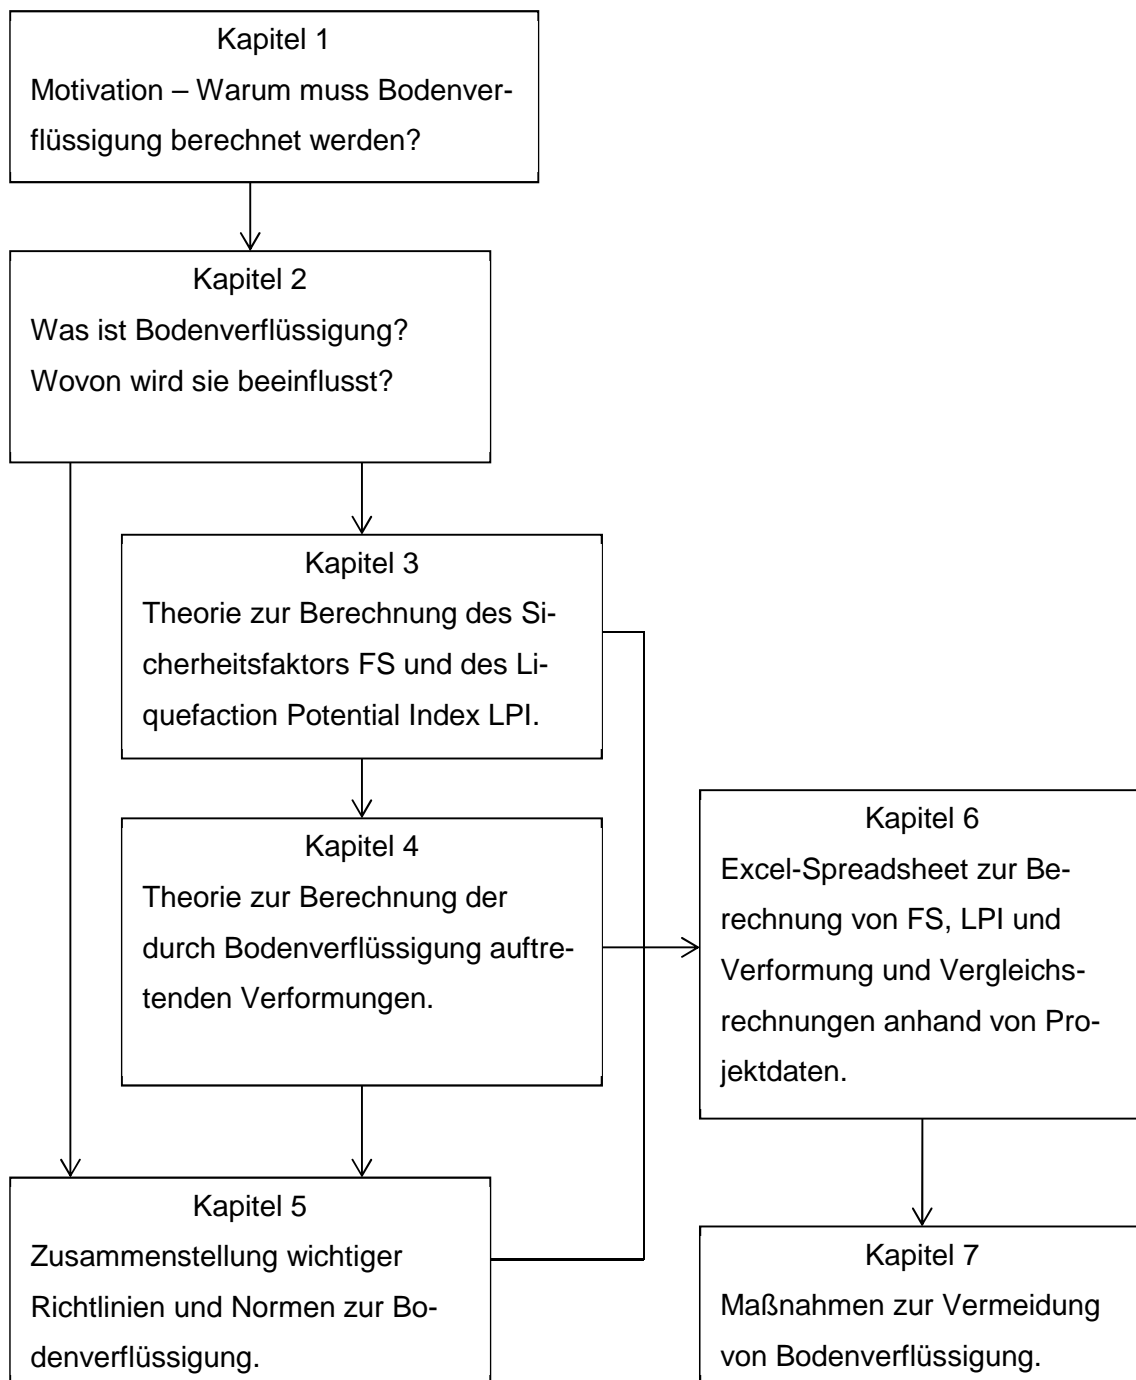 Kapitel 1
Motivation – Warum muss Bodenver-
flüssigung berechnet werden?
Kapitel 2
Was ist Bodenverflüssigung?
Wovon wird sie beeinflusst?
Kapitel 3
Theorie zur Berechnung des Si-
cherheitsfaktors FS und des Li-
quefaction Potential Index LPI.
Kapitel 4
Theorie zur Berechnung der
durch Bodenverflüssigung auftre-
tenden Verformungen.
Kapitel 5
Zusammenstellung wichtiger
Richtlinien und Normen zur Bo-
denverflüssigung.
Kapitel 6
Excel-Spreadsheet zur Be-
rechnung von FS, LPI und
Verformung und Vergleichs-
rechnungen anhand von Pro-
jektdaten.
Kapitel 7
Maßnahmen zur Vermeidung
von Bodenverflüssigung.